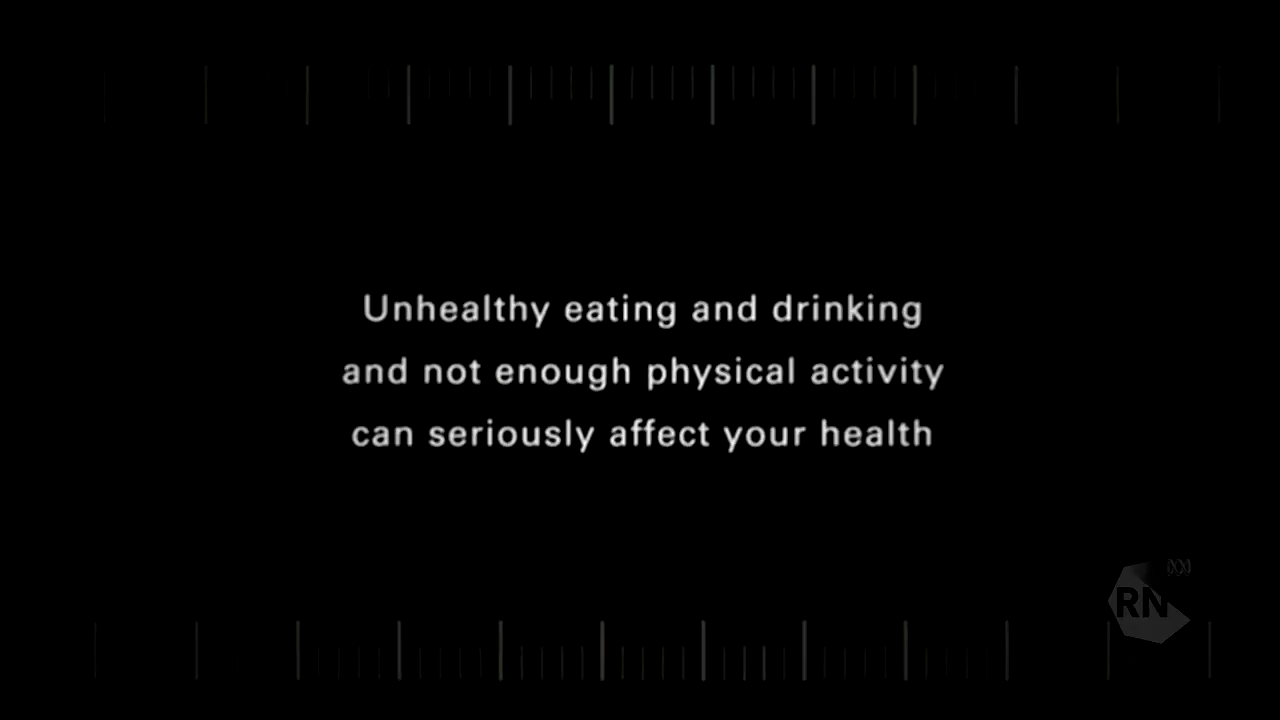 Unhealthy eating and drinking
and not enough physical activity
can seriously affect your health
RN